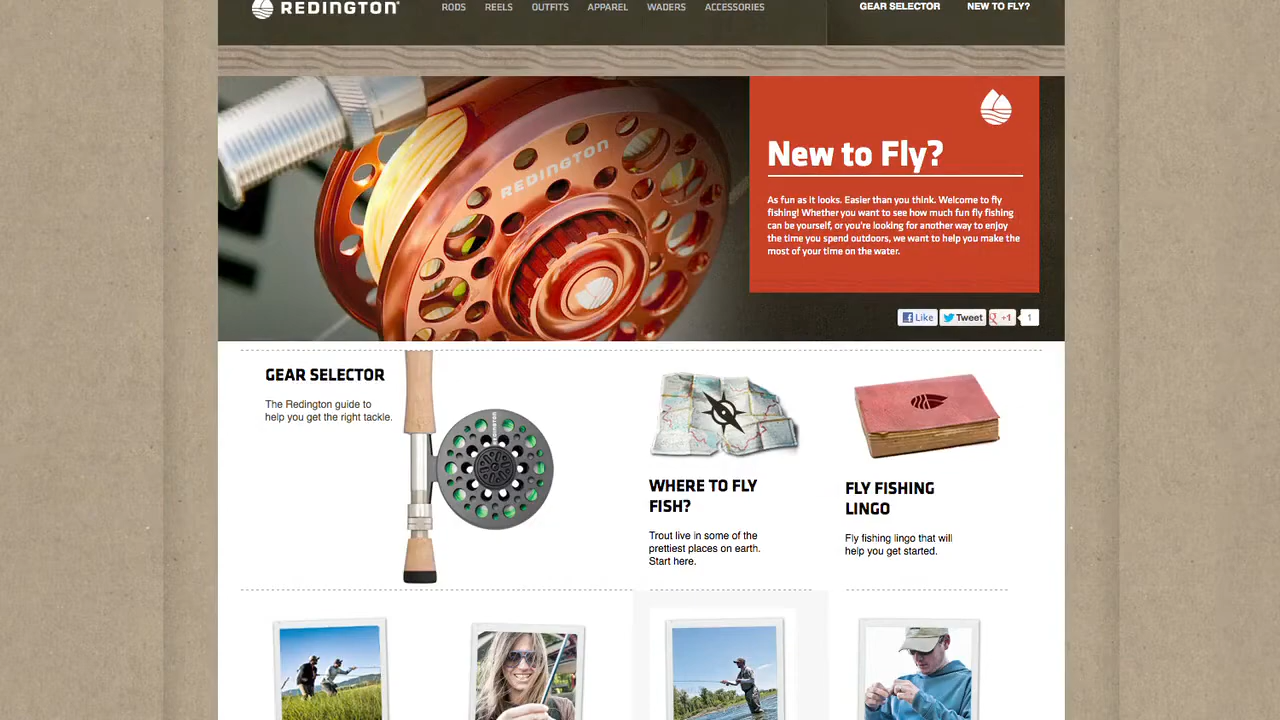 REDINGTON
RODS REELS OUTFITS APPAREL WADERS ACCESSORIES
GEAR SELECTOR NEW TO FLY?
REDINGTON
New to Fly?
As fun as it looks. Easier than you think. Welcome to fly
fishing! Whether you want to see how much fun fly fishing
can be yourself, or you're looking for another way to enjoy
the time you spend outdoors, we want to help you make the
most of your time on the water.
Like Tweet +1 1
GEAR SELECTOR
The Redington guide to
help you get the right tackle.
REDINGTON
WHERE TO FLY
FISH?
Trout live in some of the
prettiest places on earth.
Start here.
FLY FISHING
LINGO
Fly fishing lingo that will
help you get started.